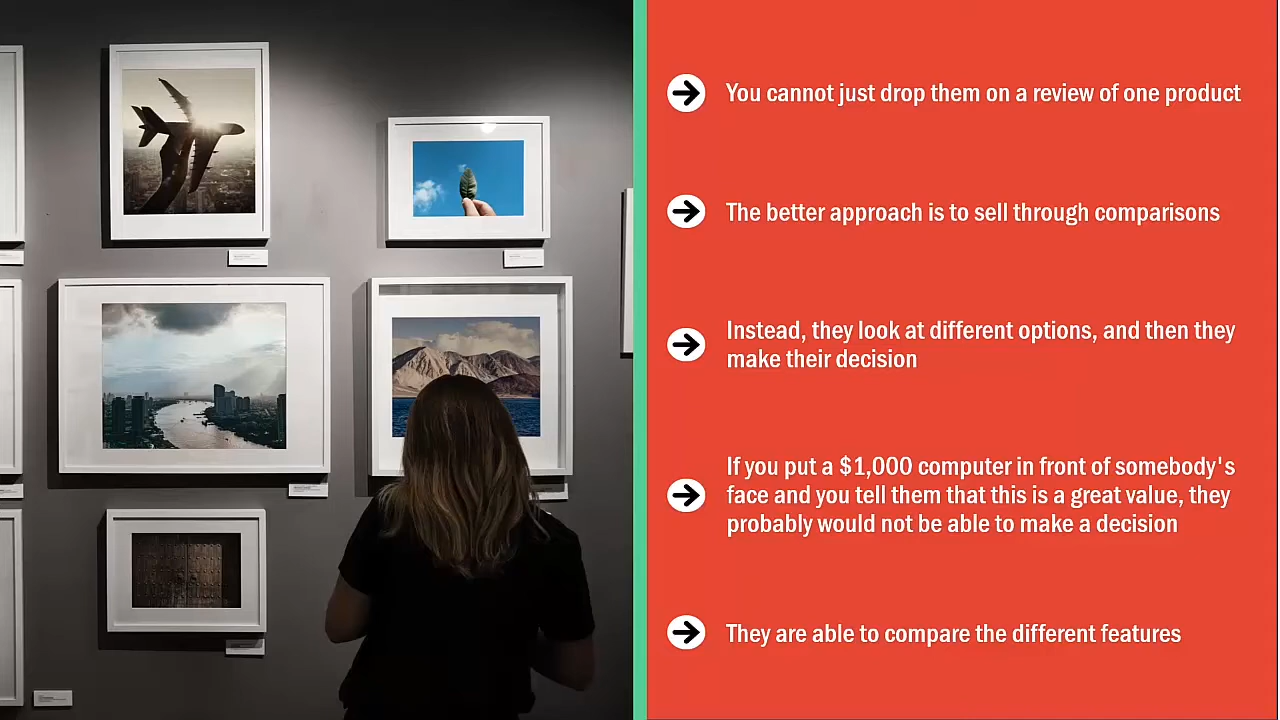 You cannot just drop them on a review of one product
The better approach is to sell through comparisons
Instead, they look at different options, and then they
make their decision
If you put a $1,000 computer in front of somebody's
face and you tell them that this is a great value, they
probably would not be able to make a decision
They are able to compare the different features